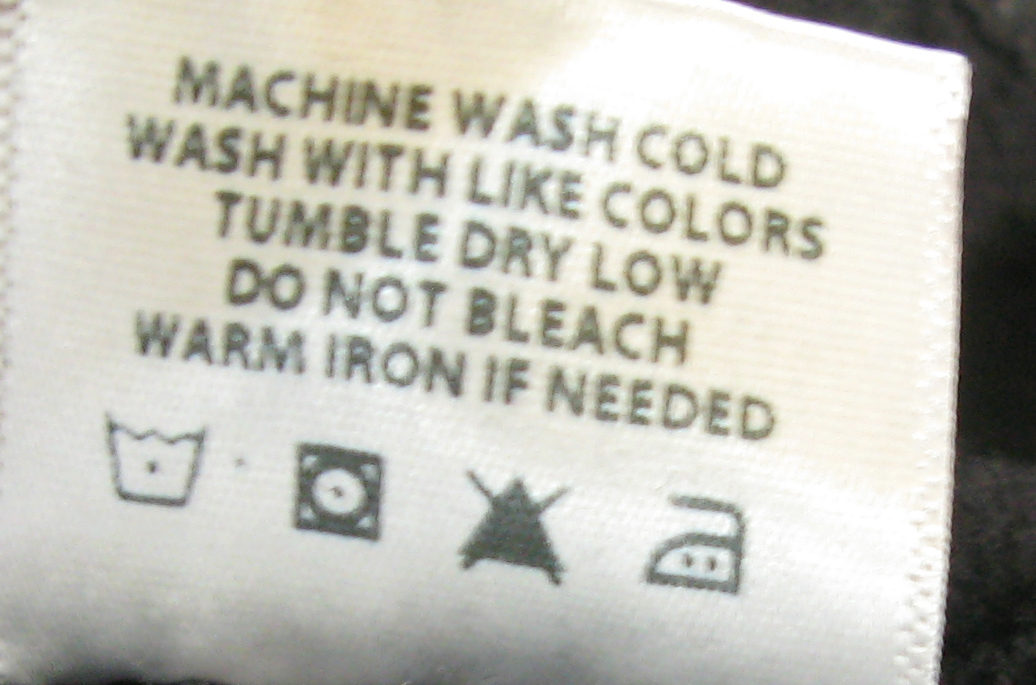 MACHINE WASH COLD
WASH WITH LIKE COLORS
TUMBLE DRY LOW
DO NOT BLEACH
WARM IRON IF NEEDED